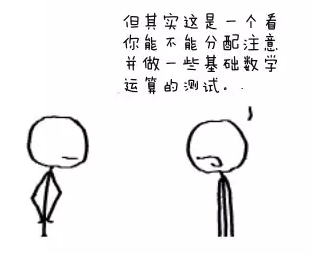 但其实这是一个看
你能不能分配注意
并做一些基础数学
运算的测试。